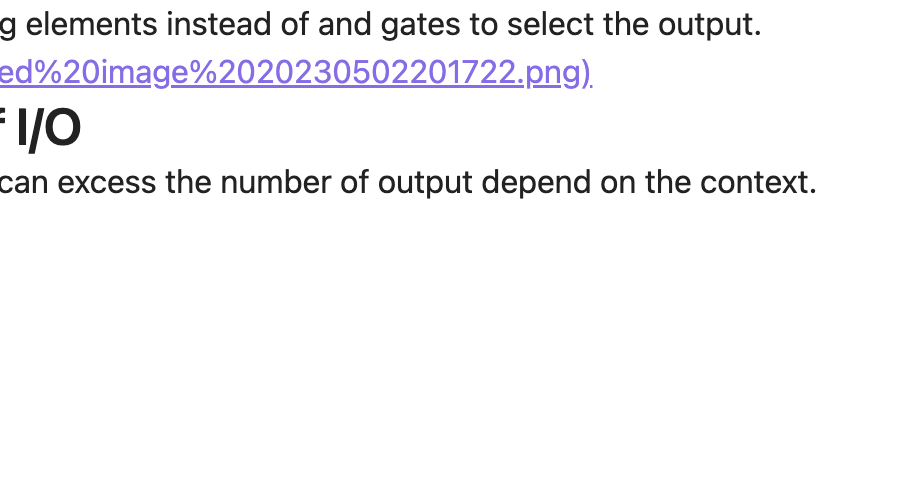 g elements instead of and gates to select the output.
ed%20image%2020230502201722.png)
I/O
can excess the number of output depend on the context.